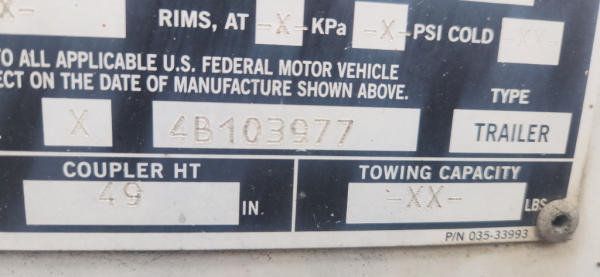 -X-
RIMS, AT -X- KPa -X- PSI COLD -XX-
TO ALL APPLICABLE U.S. FEDERAL MOTOR VEHICLE
ECT ON THE DATE OF MANUFACTURE SHOWN ABOVE.
TYPE
X 4B103977 TRAILER
COUPLER HT TOWING CAPACITY
49 IN. -XX- LBS
P/N 035-33993